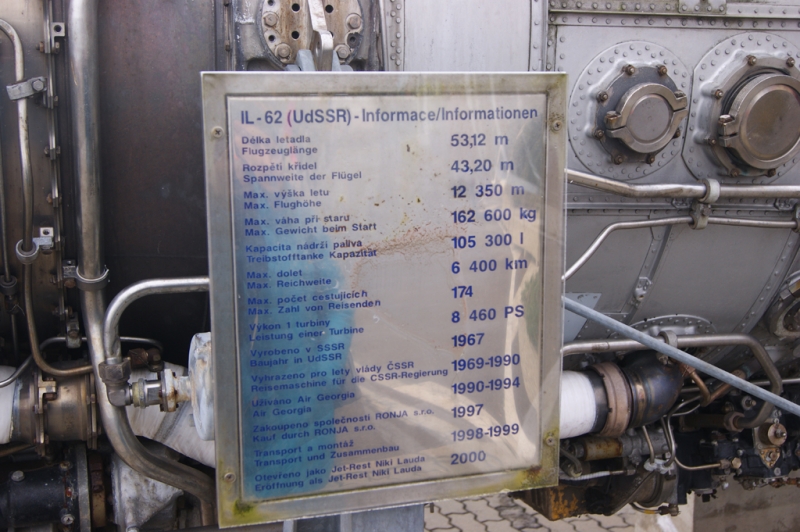 IL-62 (UdSSR) - Informace/Informationen
Délka letadla
Flugzeuglänge
53,12 m
Rozpětí křídel
Spannweite der Flügel
43,20 m
Max. výška letu
Max. Flughöhe
12 350 m
Max. váha při staru
Max. Gewicht beim Start
162 600 kg
Kapacita nádrží paliva
Treibstofftanke Kapazität
105 300 l
Max. dolet
Max. Reichweite
6 400 km
Max. počet cestujících
Max. Zahl von Reisenden
174
Výkon 1 turbiny
Leistung einer Turbine
8 460 PS
Vyrobeno v SSSR
Baujahr in UdSSR
1967
Vyhrazeno pro lety vlády ČSSR
Reisemaschine für die CSSR-Regierung
1969-1990
Užíváno Air Georgia
Air Georgia
1990-1994
Zakoupeno společností RONJA s.r.o.
Kauf durch RONJA s.r.o.
1997
Transport a montáž
Transport und Zusammenbau
1998-1999
Otevřeno jako Jet-Rest Niki Lauda
Eröffnung als Jet-Rest Niki Lauda
2000